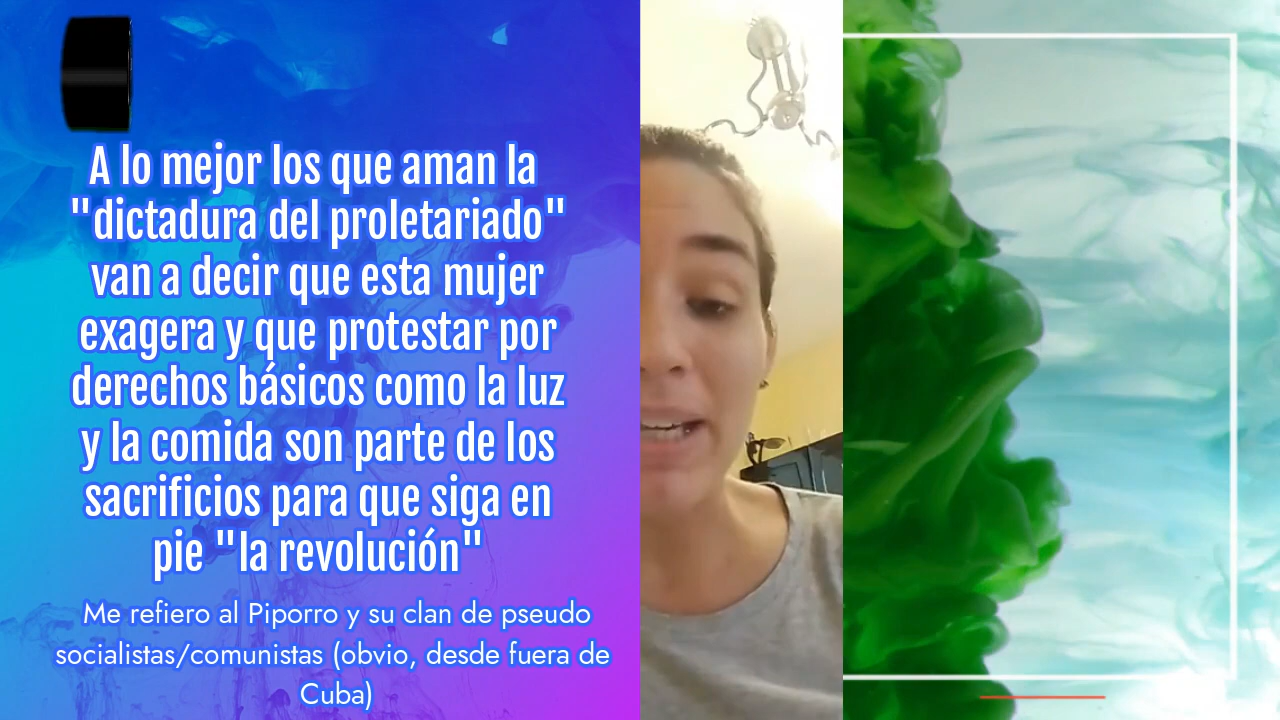 A lo mejor los que aman la
"dictadura del proletariado"
van a decir que esta mujer
exagera y que protestar por
derechos básicos como la luz
y la comida son parte de los
sacrificios para que siga en
pie "la revolución"
Me refiero al Piporro y su clan de pseudo
socialistas/comunistas (obvio, desde fuera de
Cuba)